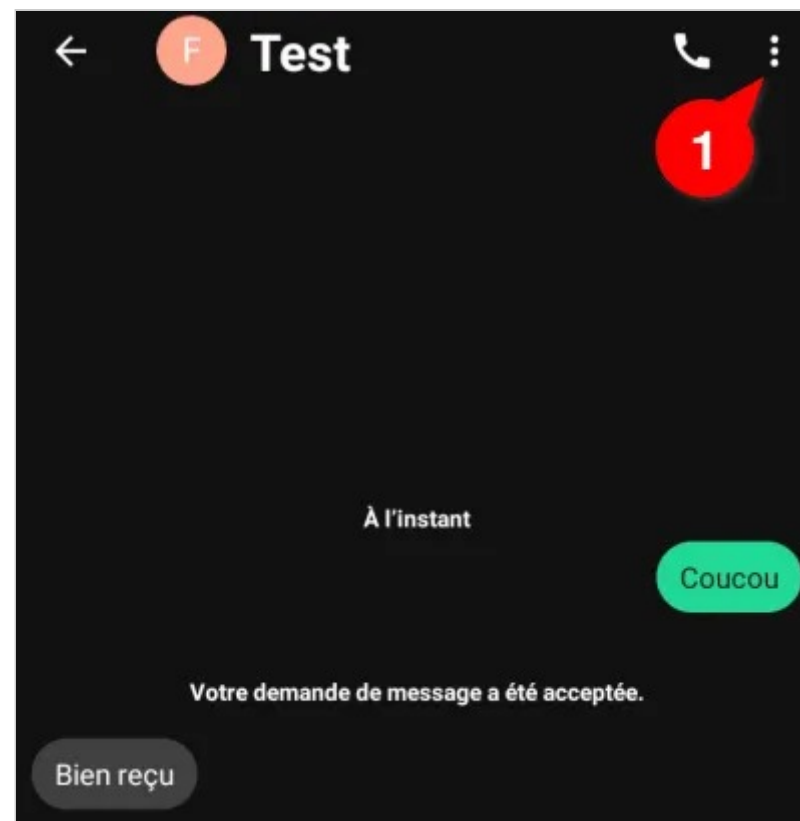 F Test
1
À l'instant
Coucou
Votre demande de message a été acceptée.
Bien reçu